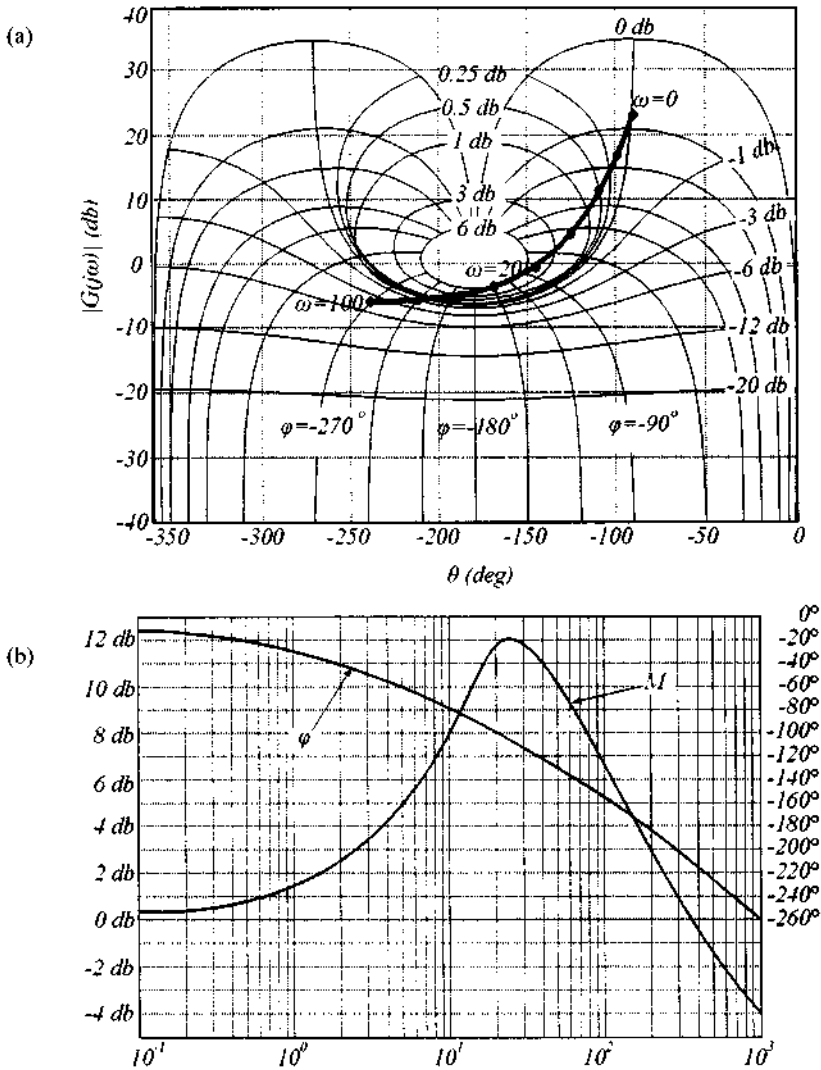 (a)
|G(jω)| (db)
40
30
20
10
0
-10
-20
-30
-40
0 db
0.25 db
0.5 db
1 db
3 db
6 db
ω=0
ω=20
ω=100
-1 db
-3 db
-6 db
-12 db
-20 db
φ=-270°
φ=-180°
φ=-90°
-350
-300
-250
-200
-150
-100
-50
0
θ (deg)
(b)
12 db
10 db
8 db
6 db
4 db
2 db
0 db
-2 db
-4 db
φ
M
0°
-20°
-40°
-60°
-80°
-100°
-120°
-140°
-160°
-180°
-200°
-220°
-240°
-260°
10⁻¹
10⁰
10¹
10²
10³